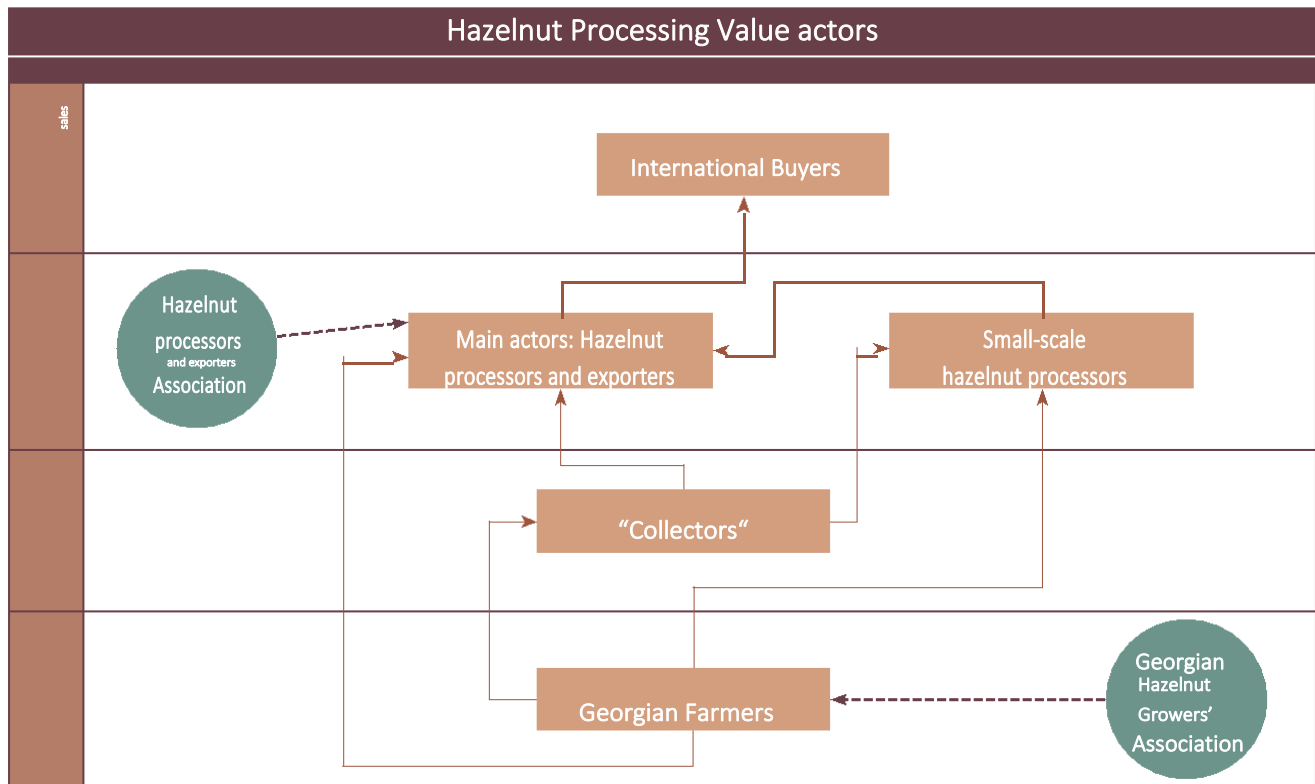 Hazelnut Processing Value actors
sales
International Buyers
Hazelnut
processors
and exporters
Association
Main actors: Hazelnut
processors and exporters
Small-scale
hazelnut processors
“Collectors“
Georgian Farmers
Georgian
Hazelnut
Growers’
Association